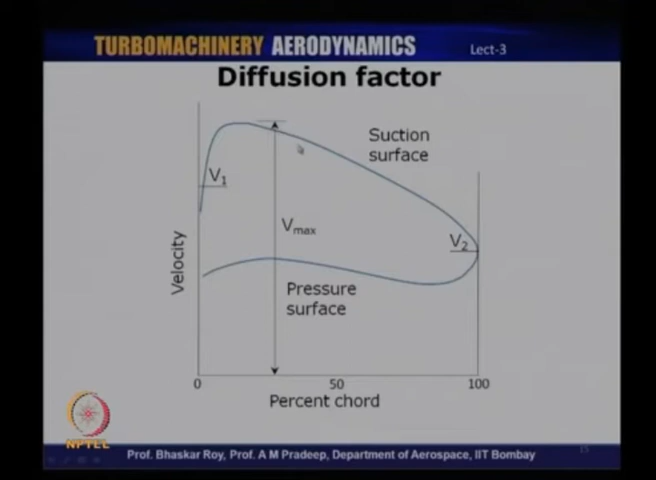 TURBOMACHINERY AERODYNAMICS
Lect-3
Diffusion factor
Suction
surface
V1
Vmax
V2
Velocity
Pressure
surface
0
50
100
Percent chord
NPTEL
Prof. Bhaskar Roy, Prof. A M Pradeep, Department of Aerospace, IIT Bombay
15